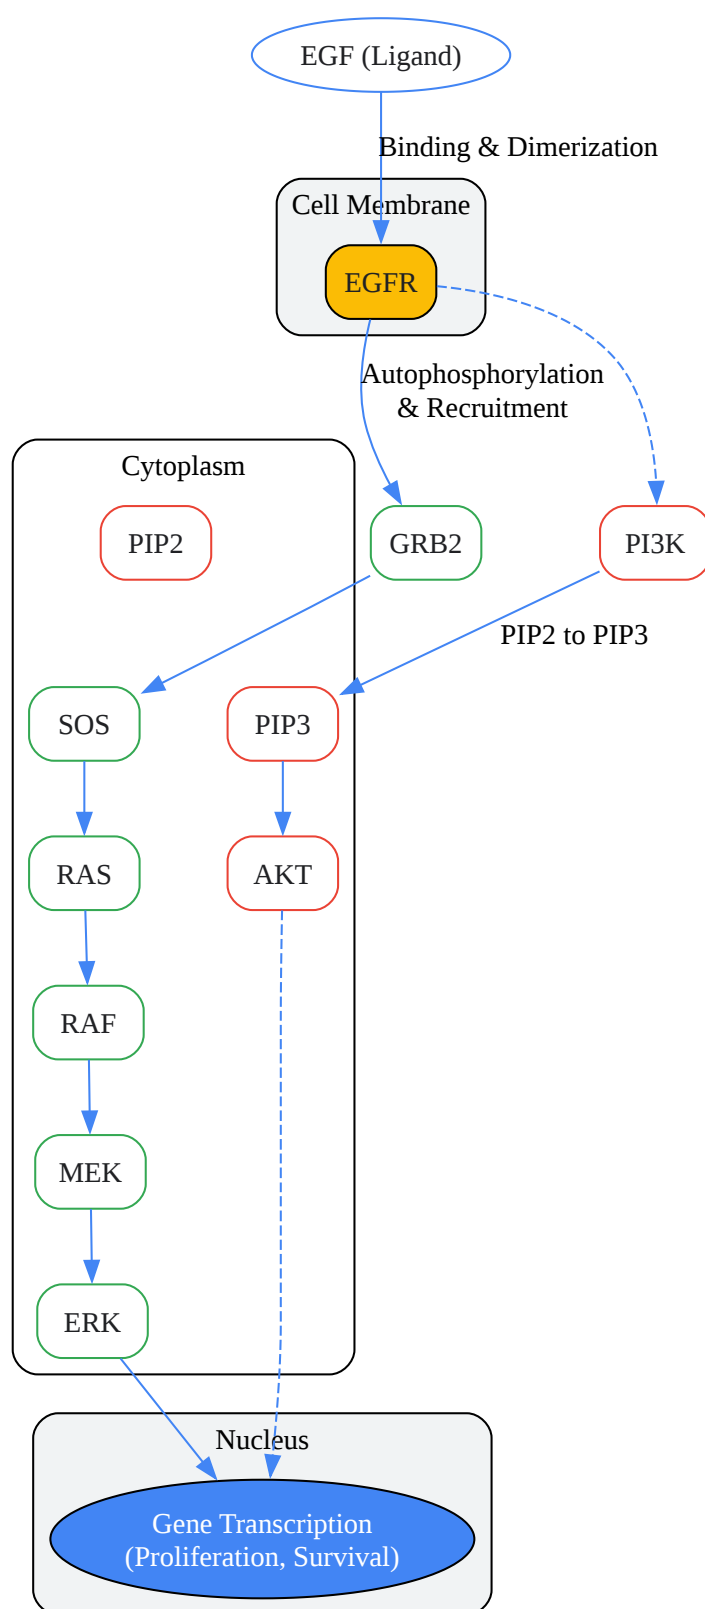 EGF (Ligand)
Binding & Dimerization
Cell Membrane
EGFR
Autophosphorylation
& Recruitment
Cytoplasm
PIP2
GRB2
PI3K
PIP2 to PIP3
SOS
PIP3
RAS
AKT
RAF
MEK
ERK
Nucleus
Gene Transcription
(Proliferation, Survival)